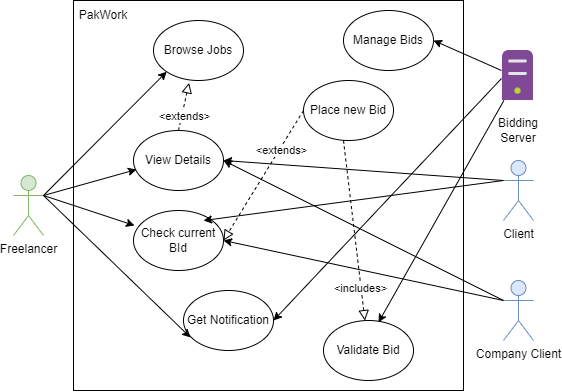 PakWork
Browse Jobs
Manage Bids
Place new Bid
<extends>
<extends>
Bidding
Server
View Details
Client
Freelancer
Check current
BId
<includes>
Get Notification
Validate Bid
Company Client